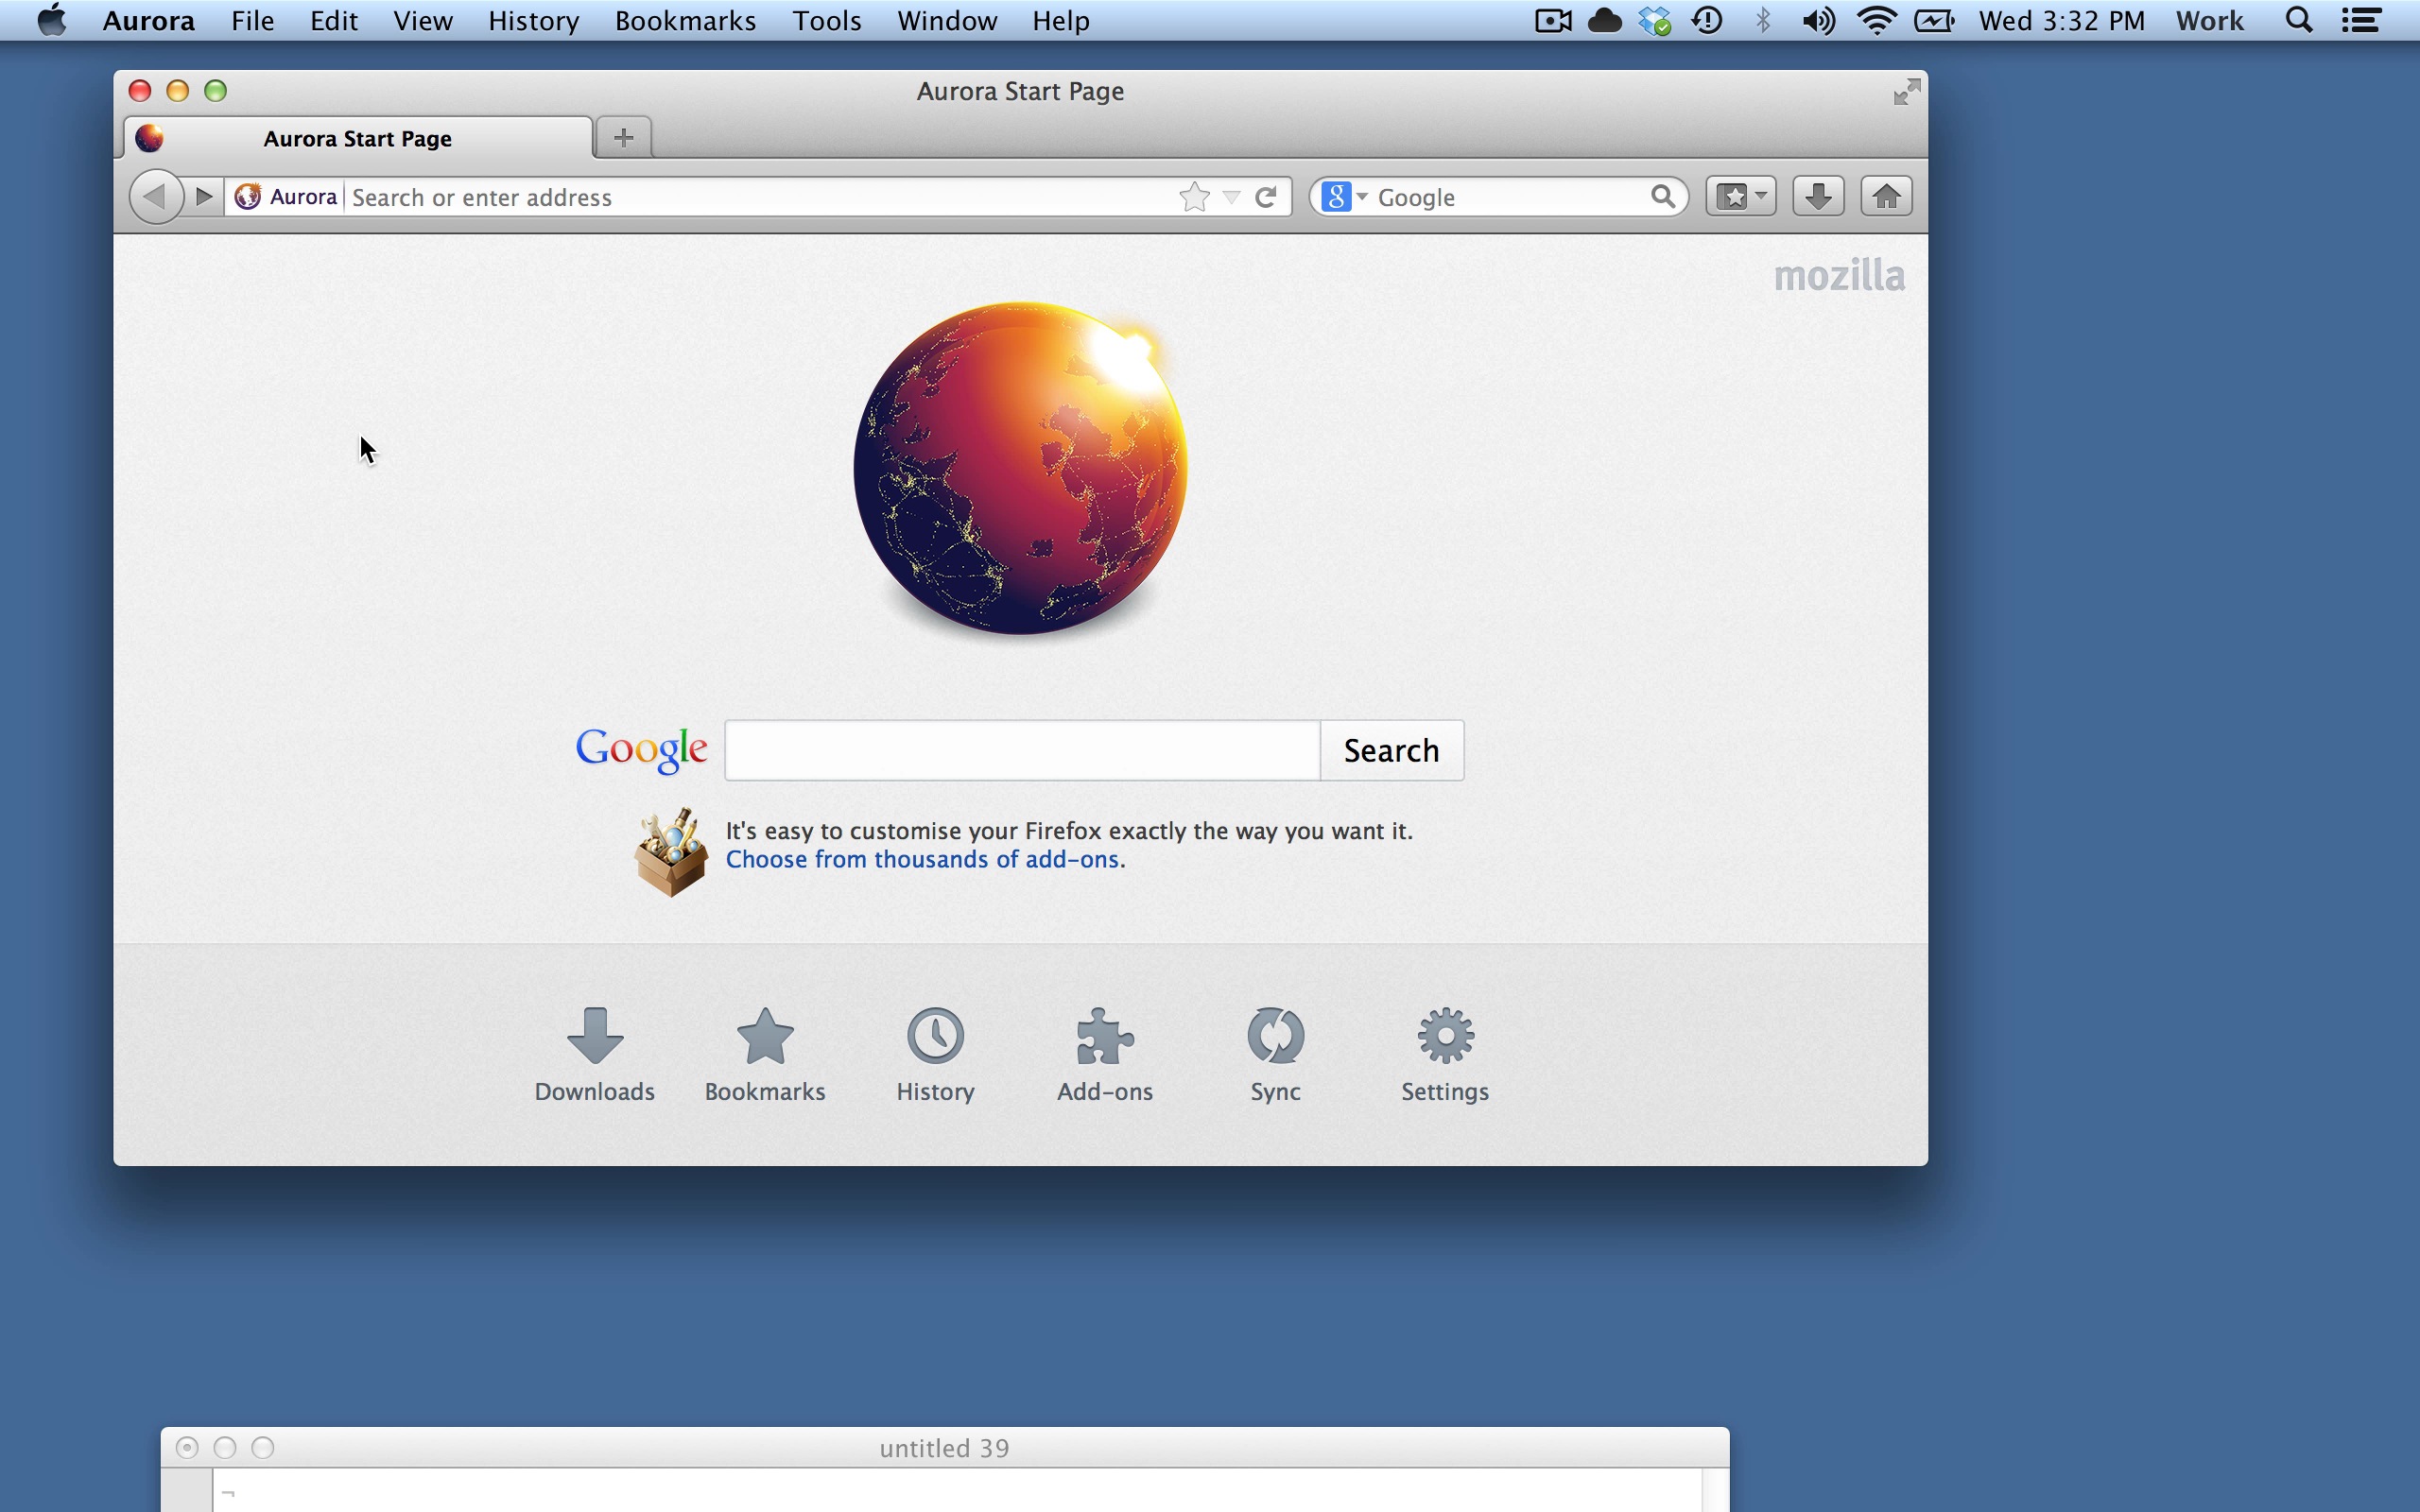 Aurora File Edit View History Bookmarks Tools Window Help Wed 3:32 PM Work
Aurora Start Page
Aurora Start Page
Aurora Search or enter address Google
mozilla
Google Search
It's easy to customise your Firefox exactly the way you want it.
Choose from thousands of add-ons.
Downloads Bookmarks History Add-ons Sync Settings
untitled 39